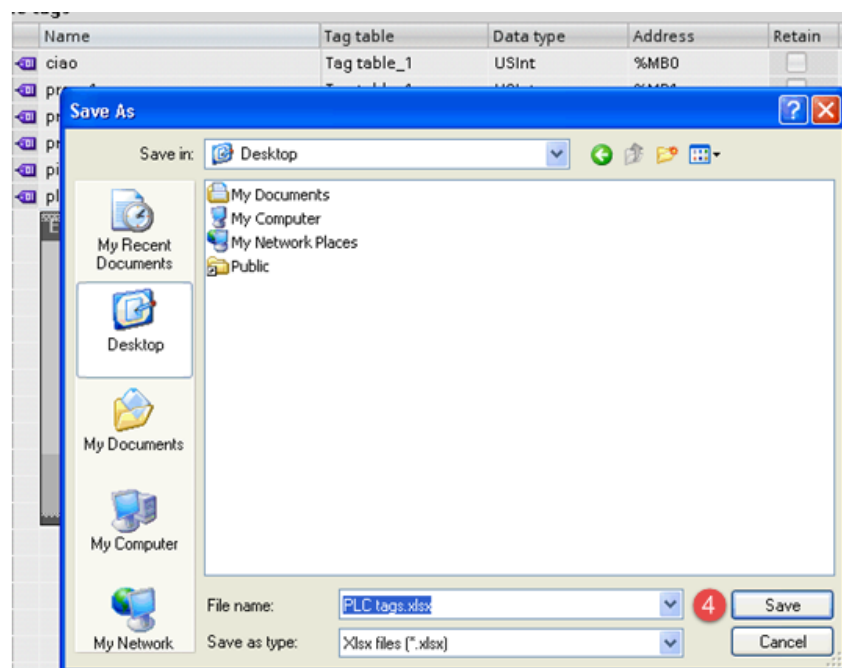 Name Tag table Data type Address Retain
ciao Tag table_1 USInt %MB0
Save As
Save in: Desktop
My Documents
My Computer
My Network Places
Public
My Recent
Documents
Desktop
My Documents
My Computer
My Network
File name: PLC tags.xlsx 4 Save
Save as type: Xlsx files (*.xlsx) Cancel